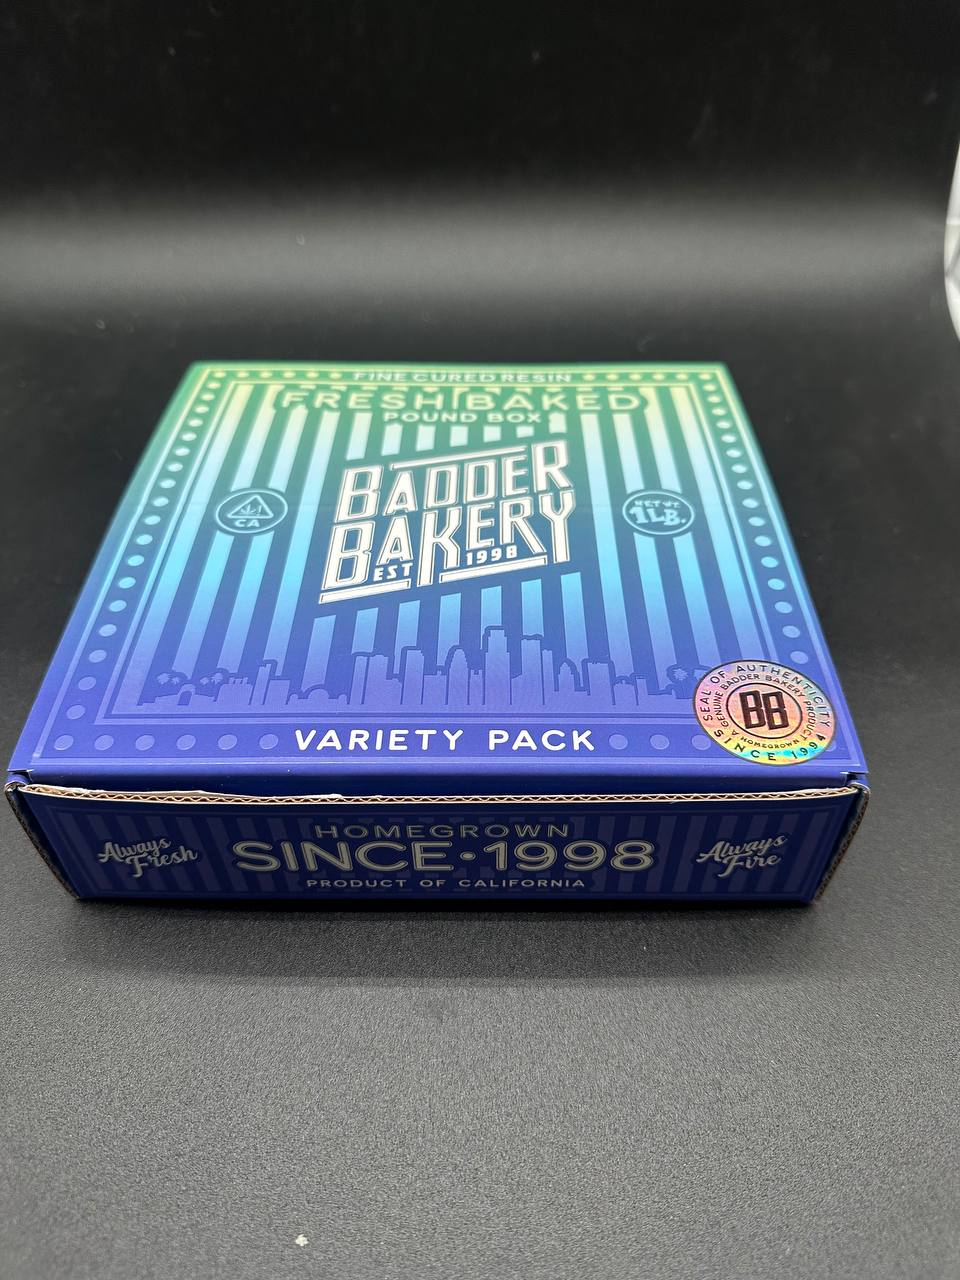 FINE CURED RESIN
FRESH BAKED
POUND BOX
BADDER
BAKERY
EST 1998
CA
NET WT.
1LB.
SEAL OF AUTHENTICITY
GENUINE BADDER BAKERY PRODUCT
BB
A HOMEGROWN
SINCE 1994
VARIETY PACK
HOMEGROWN
Always Fresh
SINCE·1998
Always Fire
PRODUCT OF CALIFORNIA